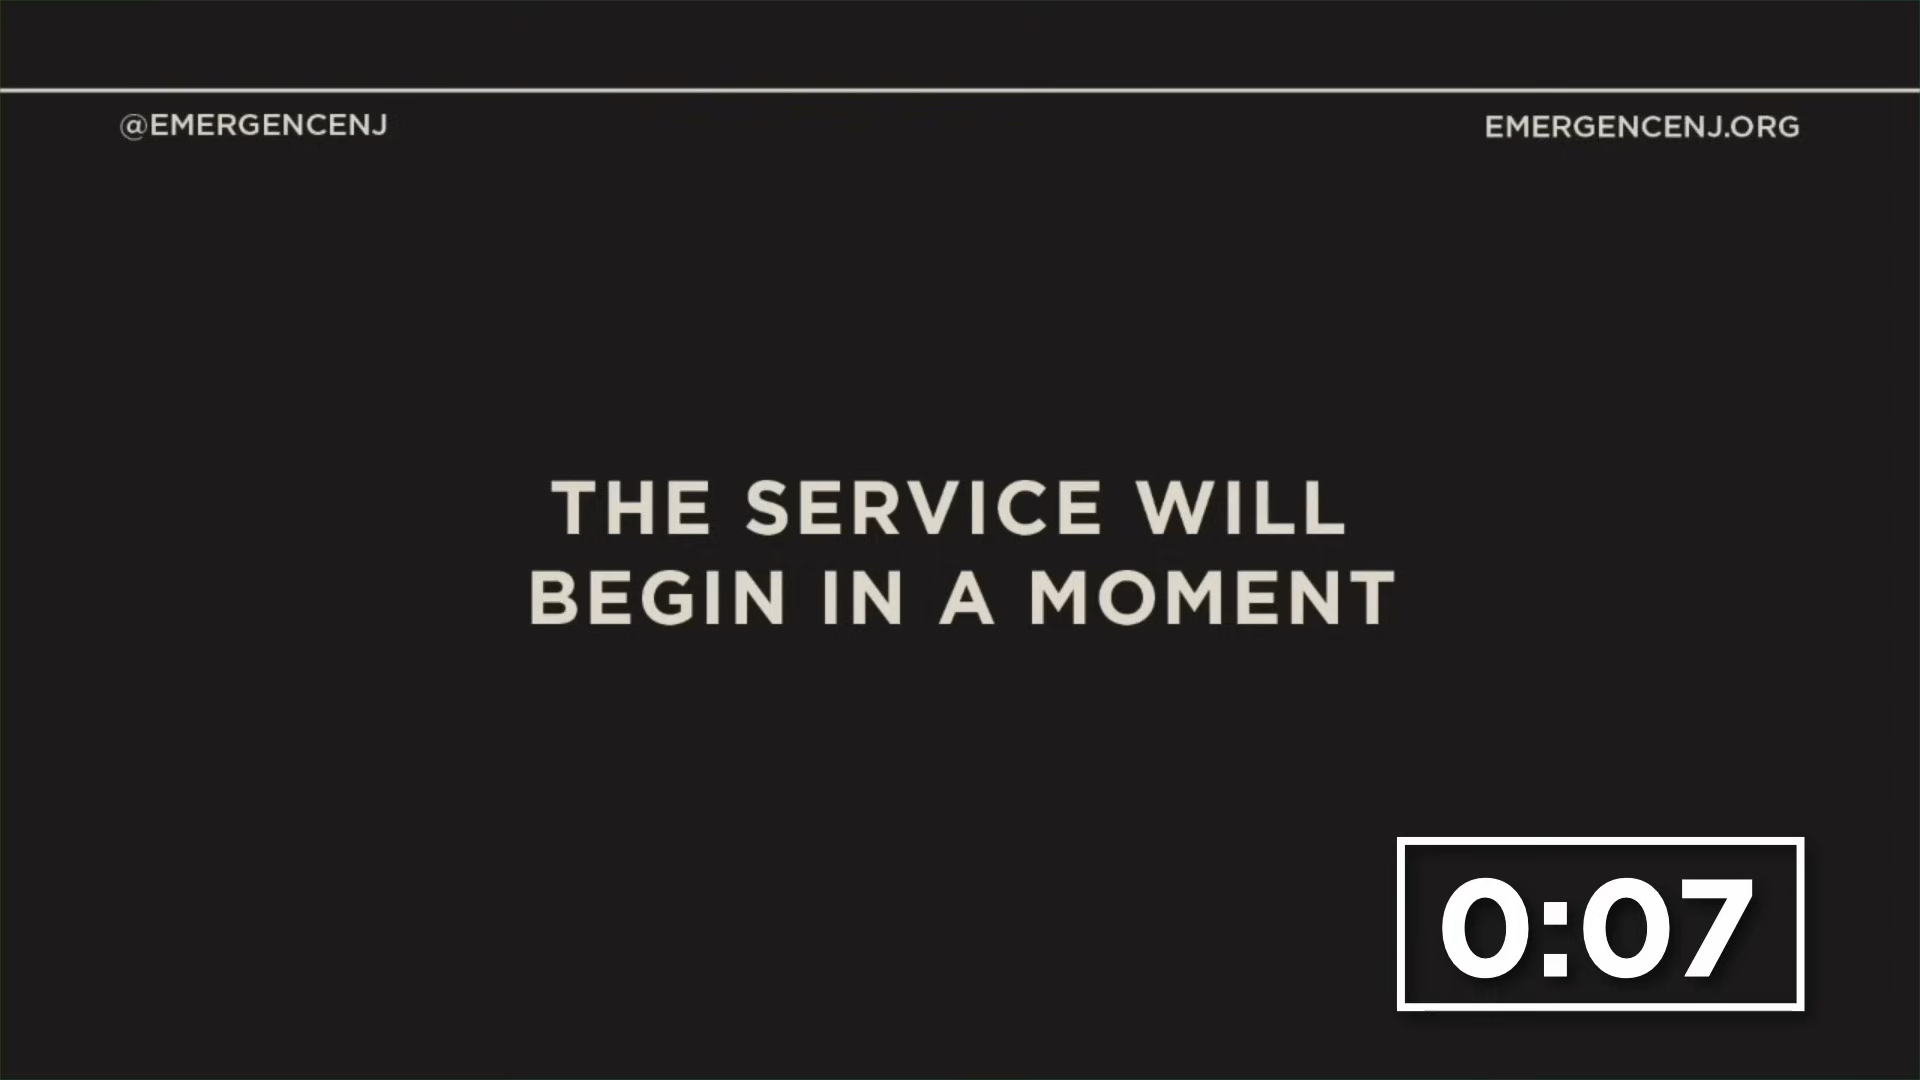 @EMERGENCENJ
EMERGENCENJ.ORG
THE SERVICE WILL
BEGIN IN A MOMENT
0:07